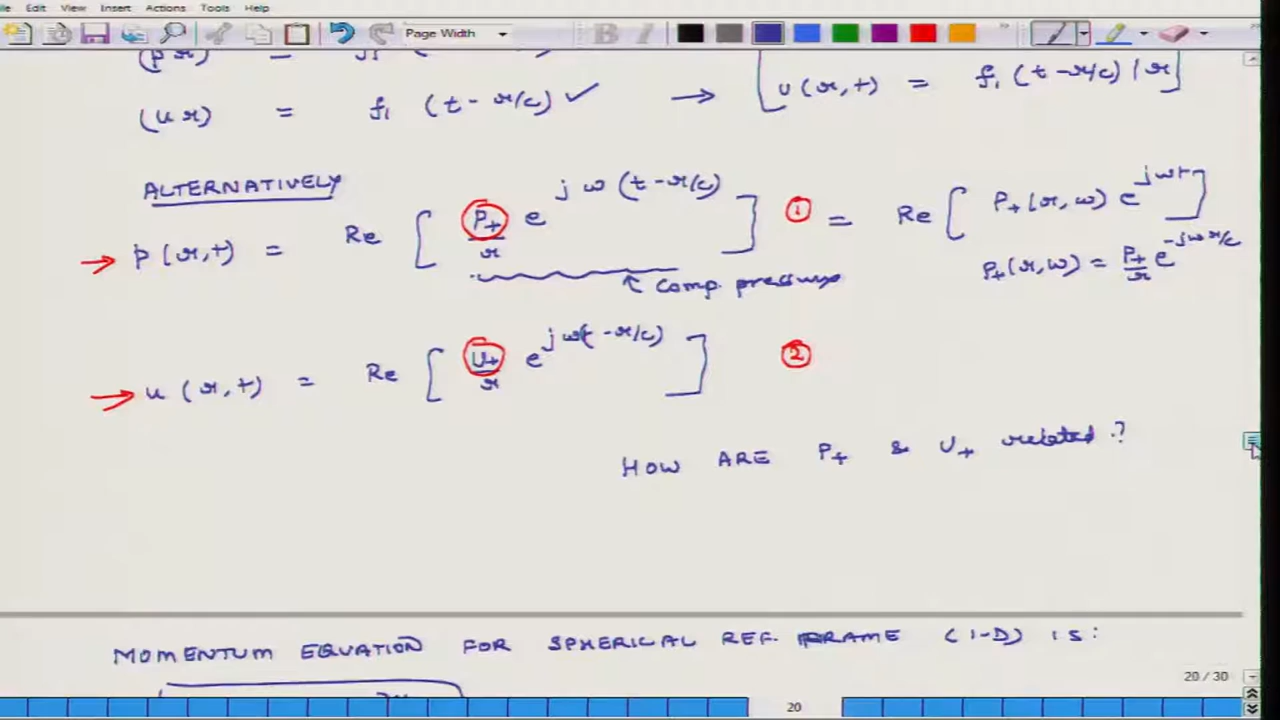 Edit View Insert Actions Tools Help
Page Width
(p r) =
(u r) = f₁ (t - r/c) ✓ → [u(r,t) = f₁ (t - r/c) / r]
ALTERNATIVELY
→ p(r,t) = Re [ P₊/r e^{jω(t - r/c)} ] ① = Re [ P₊(r,ω) e^{jωt} ]
↑ comp. pressure
P₊(r,ω) = P₊/r e^{-jωr/c}
→ u(r,t) = Re [ U₊/r e^{jω(t - r/c)} ] ②
HOW ARE P₊ & U₊ related ?
MOMENTUM EQUATION FOR SPHERICAL REF. FRAME (1-D) IS:
20 / 30
20